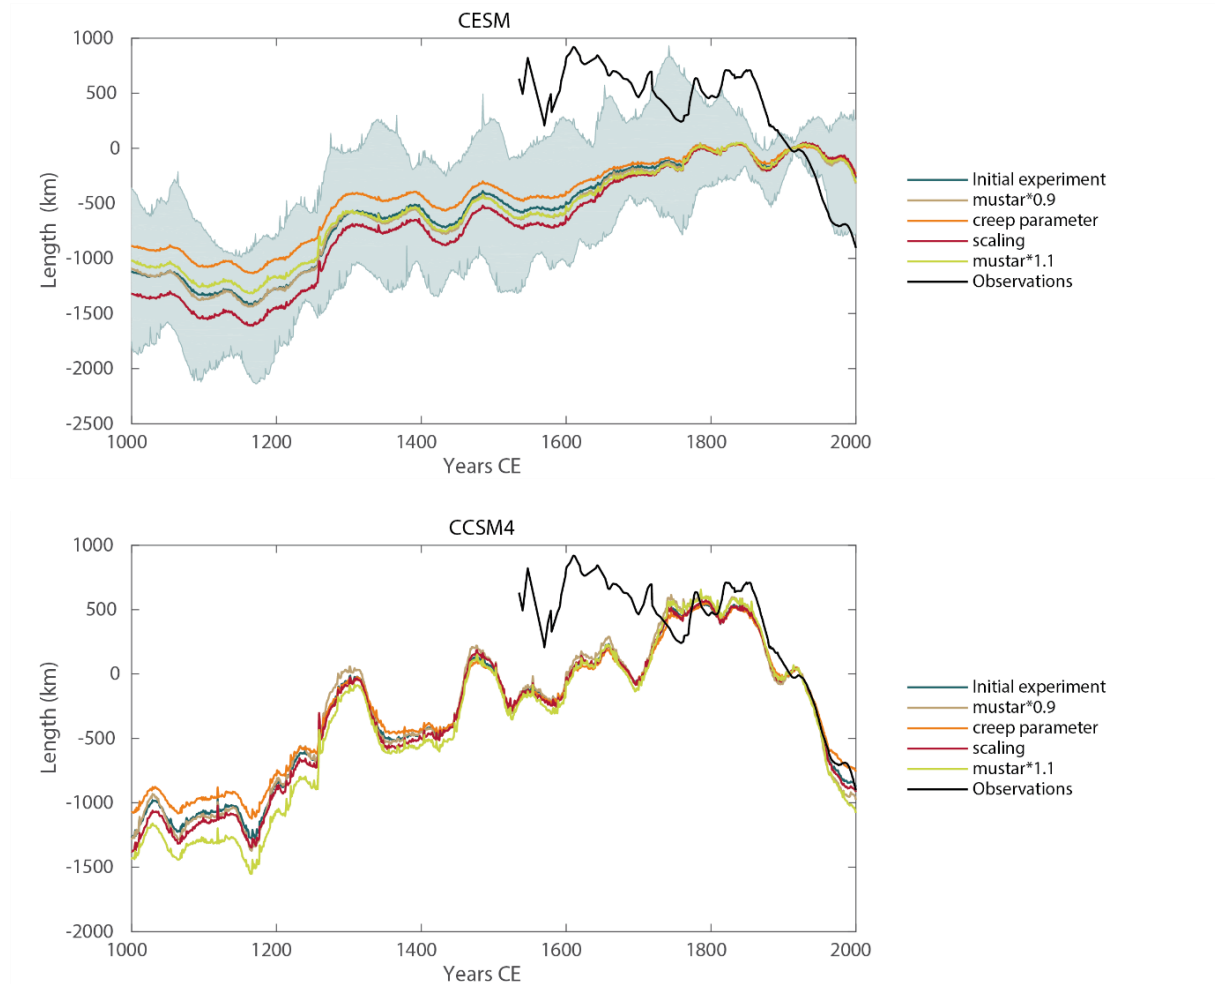 CESM
1000
500
0
-500
-1000
-1500
-2000
-2500
Length (km)
1000 1200 1400 1600 1800 2000
Years CE
Initial experiment
mustar*0.9
creep parameter
scaling
mustar*1.1
Observations
CCSM4
1000
500
0
-500
-1000
-1500
-2000
Length (km)
1000 1200 1400 1600 1800 2000
Years CE
Initial experiment
mustar*0.9
creep parameter
scaling
mustar*1.1
Observations